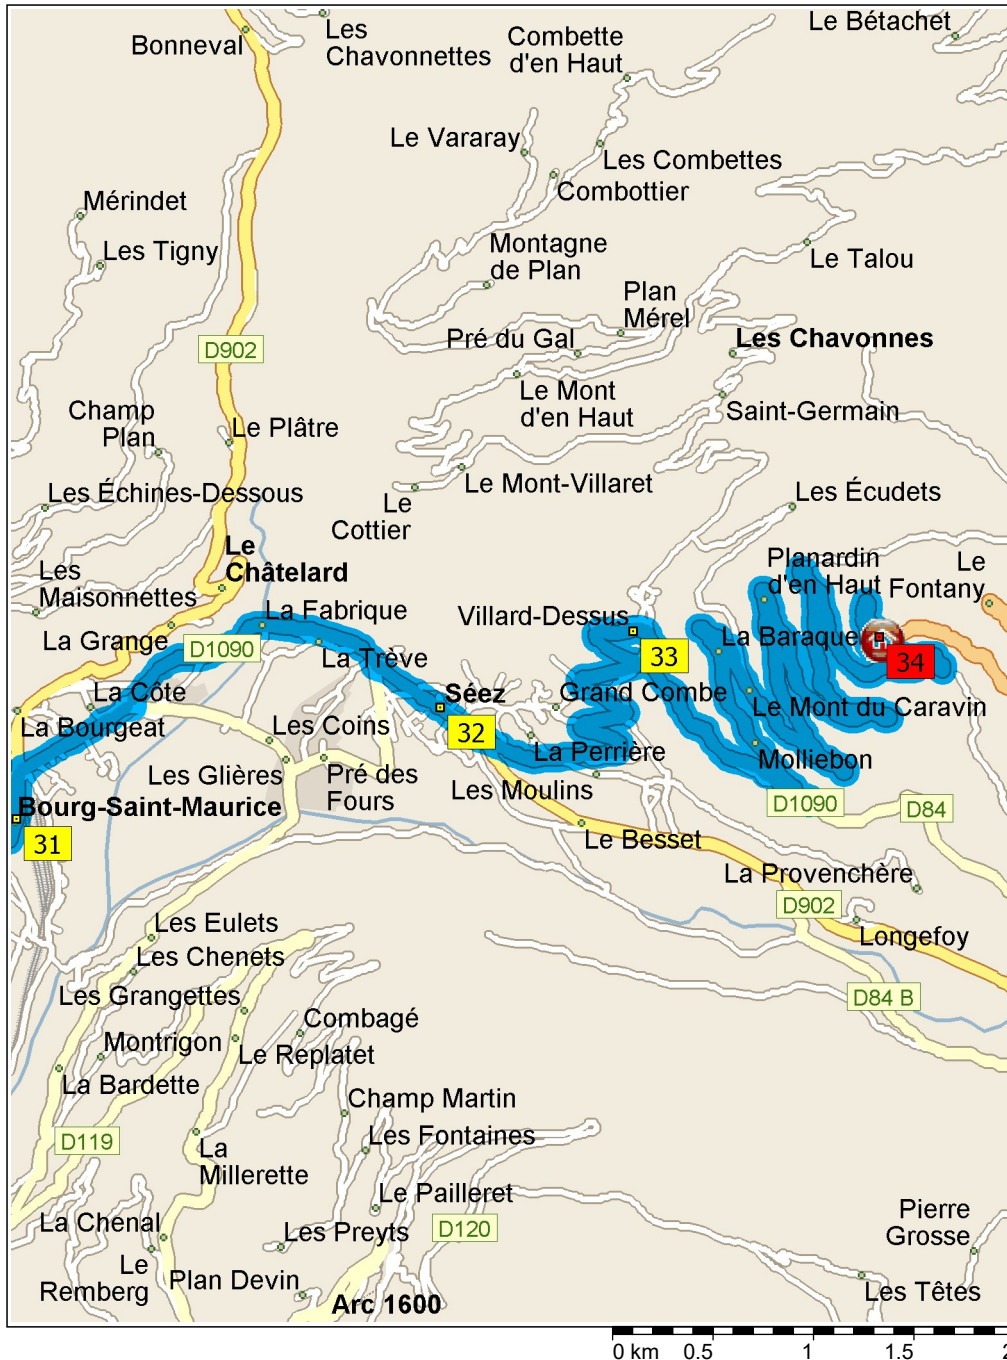 Bonneval
Les
Chavonnettes
Combette
d'en Haut
Le Bétachet
Le Vararay
Les Combettes
Combottier
Mérindet
Les Tigny
Montagne
de Plan
Le Talou
Plan
Mérel
D902
Pré du Gal
Les Chavonnes
Le Mont
d'en Haut
Saint-Germain
Champ
Plan
Le Plâtre
Les Échines-Dessous
Le Mont-Villaret
Le
Cottier
Les Écudets
Le
Châtelard
Les
Maisonnettes
Planardin
d'en Haut
Le
Fontany
La Fabrique
Villard-Dessus
La Grange
D1090
La Trève
33
La Baraque
34
La Côte
Séez
Grand Combe
Le Mont du Caravin
La Bourgeat
Les Coins
32
La Perrière
Molliebon
Les Glières
Pré des
Fours
Les Moulins
Bourg-Saint-Maurice
D1090
D84
31
Le Besset
La Provenchère
D902
Les Eulets
Longefoy
Les Chenets
Les Grangettes
D84 B
Combagé
Montrigon
Le Replatet
La Bardette
Champ Martin
D119
Les Fontaines
La
Millerette
Le Pailleret
La Chenal
Les Preyts
D120
Pierre
Grosse
Le
Remberg
Plan Devin
Les Têtes
Arc 1600
0 km 0.5 1 1.5 2